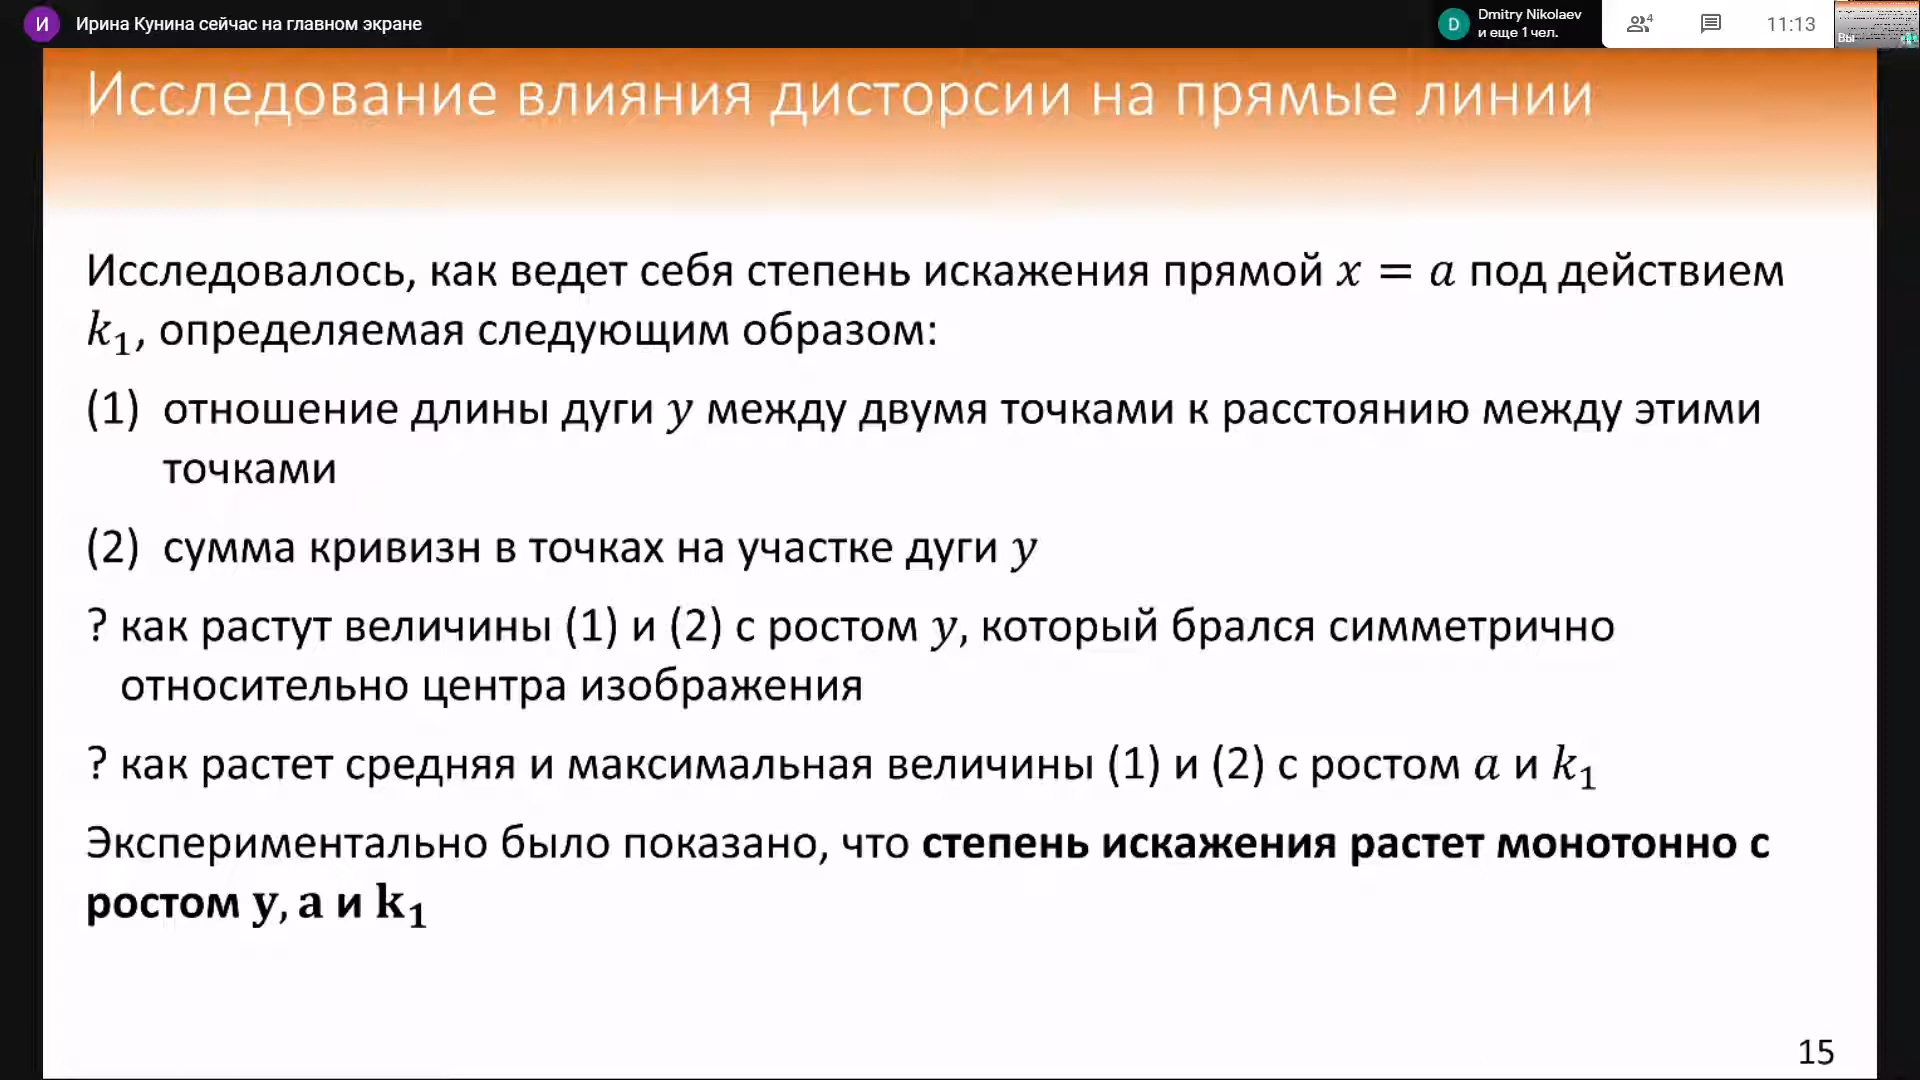 И Ирина Кунина сейчас на главном экране
D Dmitry Nikolaev
и еще 1 чел.
4
11:13
Вы
Исследование влияния дисторсии на прямые линии
Исследовалось, как ведет себя степень искажения прямой x = a под действием
k₁, определяемая следующим образом:
(1) отношение длины дуги y между двумя точками к расстоянию между этими
точками
(2) сумма кривизн в точках на участке дуги y
? как растут величины (1) и (2) с ростом y, который брался симметрично
относительно центра изображения
? как растет средняя и максимальная величины (1) и (2) с ростом a и k₁
Экспериментально было показано, что степень искажения растет монотонно с
ростом y, a и k₁
15